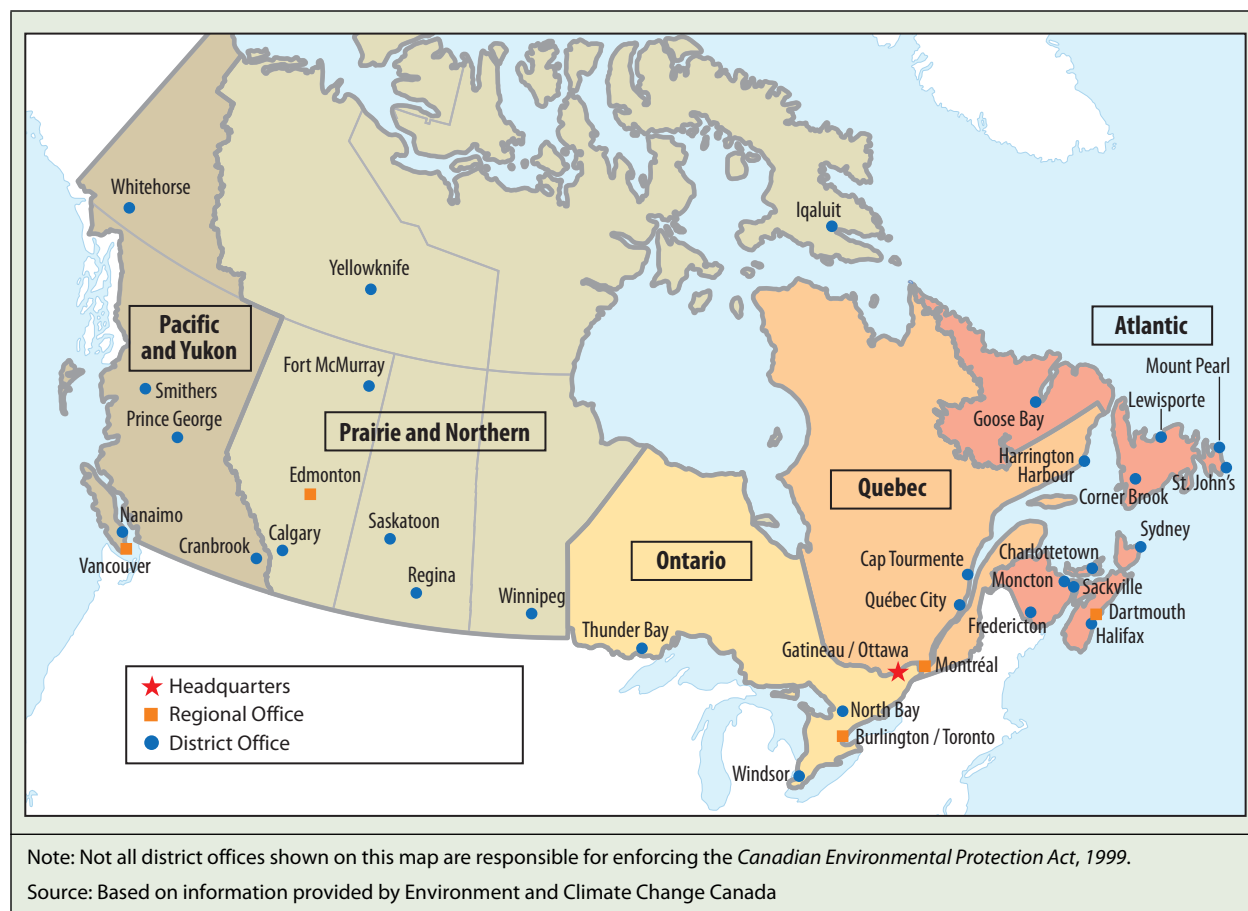 Whitehorse
Iqaluit
Yellowknife
Pacific
and Yukon
Atlantic
Fort McMurray
Mount Pearl
Smithers
Lewisporte
Prince George
Goose Bay
Prairie and Northern
Harrington
Harbour
Edmonton
Quebec
St. John's
Corner Brook
Nanaimo
Saskatoon
Sydney
Calgary
Cranbrook
Charlottetown
Vancouver
Ontario
Cap Tourmente
Moncton
Sackville
Regina
Winnipeg
Québec City
Dartmouth
Fredericton
Thunder Bay
Halifax
Gatineau / Ottawa
Montréal
Headquarters
Regional Office
District Office
North Bay
Burlington / Toronto
Windsor
Note: Not all district offices shown on this map are responsible for enforcing the Canadian Environmental Protection Act, 1999.
Source: Based on information provided by Environment and Climate Change Canada